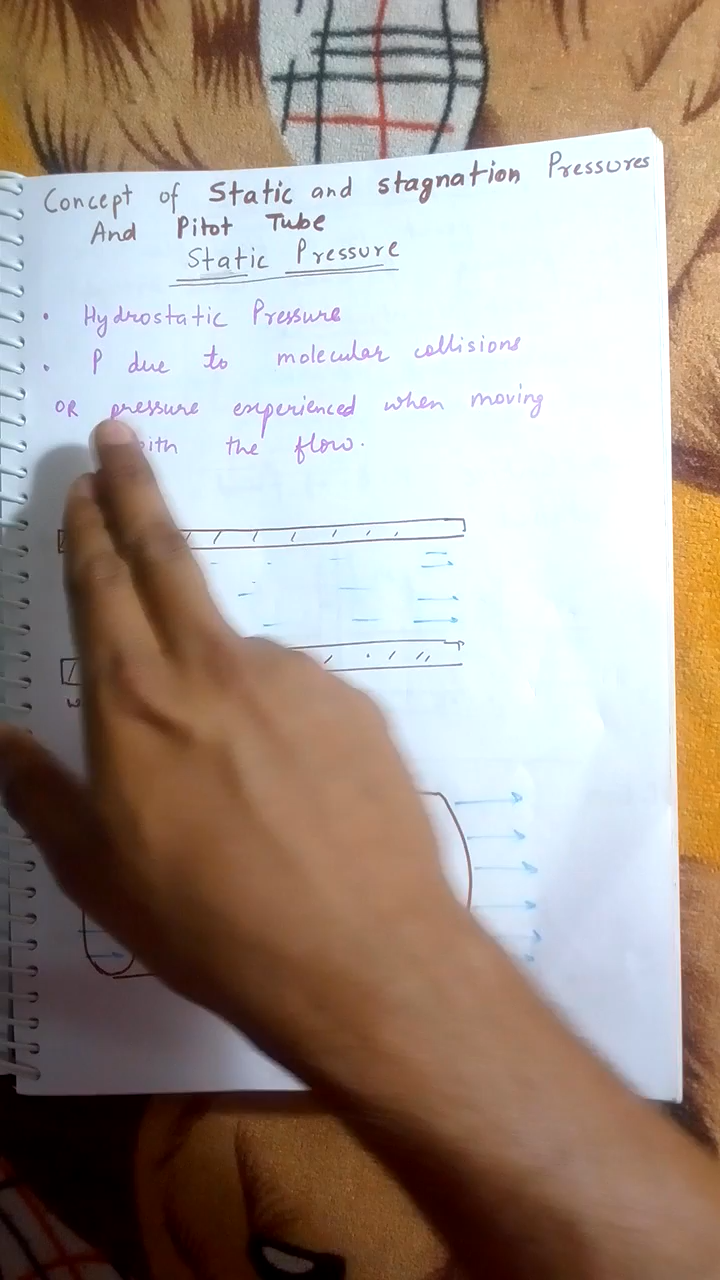 Concept of Static and stagnation Pressures
And Pitot Tube
Static Pressure
• Hydrostatic Pressure
• P due to molecular collisions
OR pressure experienced when moving
the flow.